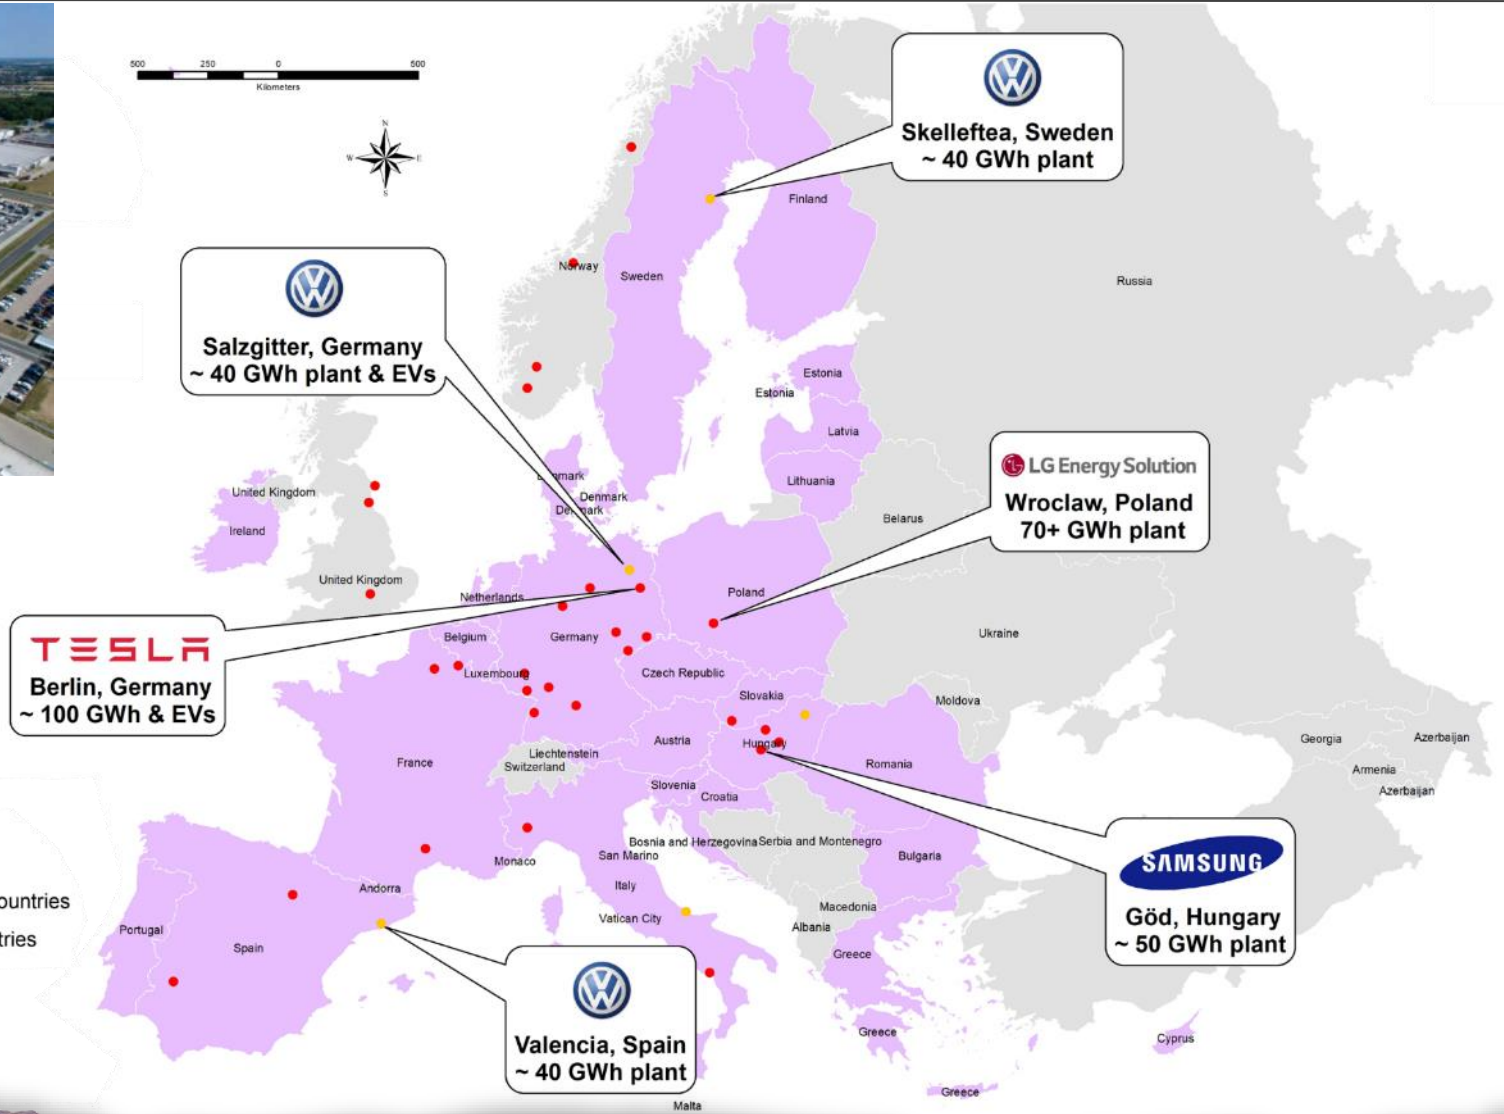 500
250
0
500
Kilometers
N
W
E
S
Skelleftea, Sweden
~ 40 GWh plant
Finland
Norway
Sweden
Russia
Salzgitter, Germany
~ 40 GWh plant & EVs
Estonia
Estonia
Latvia
Lithuania
LG Energy Solution
Wroclaw, Poland
70+ GWh plant
Denmark
Denmark
United Kingdom
Ireland
Belarus
United Kingdom
Netherlands
Poland
TESLA
Berlin, Germany
~ 100 GWh & EVs
Belgium
Germany
Ukraine
Luxembourg
Czech Republic
Slovakia
Moldova
Austria
Hungary
Liechtenstein
Switzerland
France
Romania
Georgia
Azerbaijan
Armenia
Azerbaijan
Slovenia
Croatia
Bosnia and Herzegovina
Serbia and Montenegro
San Marino
Monaco
Bulgaria
SAMSUNG
Göd, Hungary
~ 50 GWh plant
Italy
Andorra
ountries
tries
Portugal
Spain
Vatican City
Macedonia
Albania
Greece
Valencia, Spain
~ 40 GWh plant
Greece
Cyprus
Greece
Malta